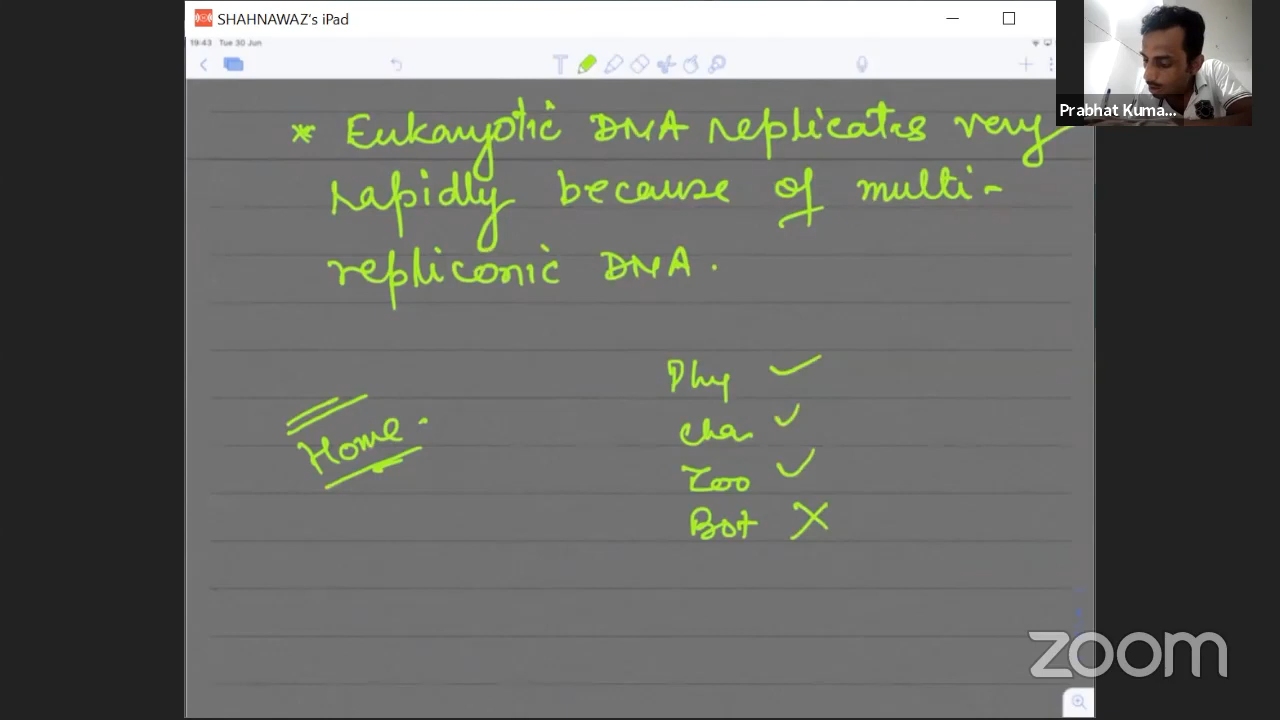 SHAHNAWAZ's iPad
19:43 Tue 30 Jun
Prabhat Kuma...
* Eukaryotic DNA replicates very
rapidly because of multi-
repliconic DNA.
Phy ✓
Che ✓
Home.
Zoo ✓
Bot X
zoom